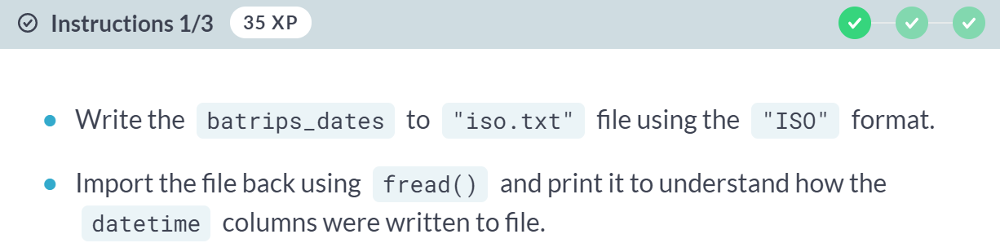 Instructions 1/3 35 XP
Write the batrips_dates to "iso.txt" file using the "ISO" format.
Import the file back using fread() and print it to understand how the
datetime columns were written to file.